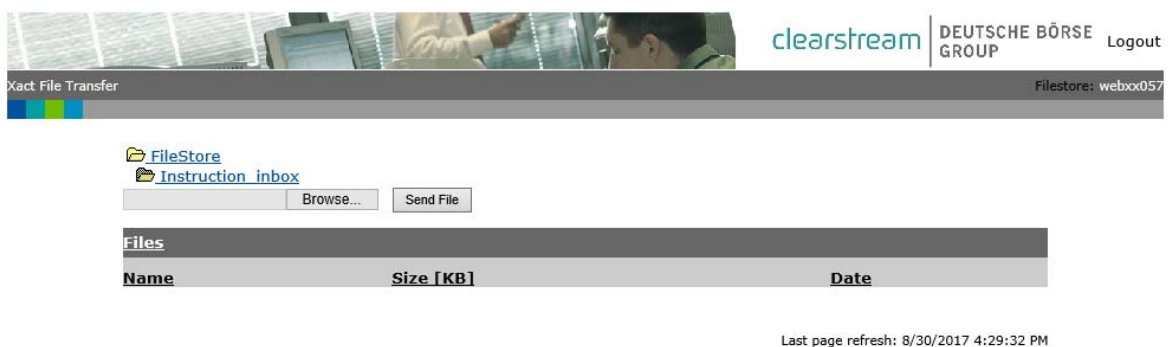 clearstream
DEUTSCHE BÖRSE
GROUP
Logout
Xact File Transfer
Filestore: webxx057
FileStore
Instruction_inbox
Browse...
Send File
Files
Name
Size [KB]
Date
Last page refresh: 8/30/2017 4:29:32 PM